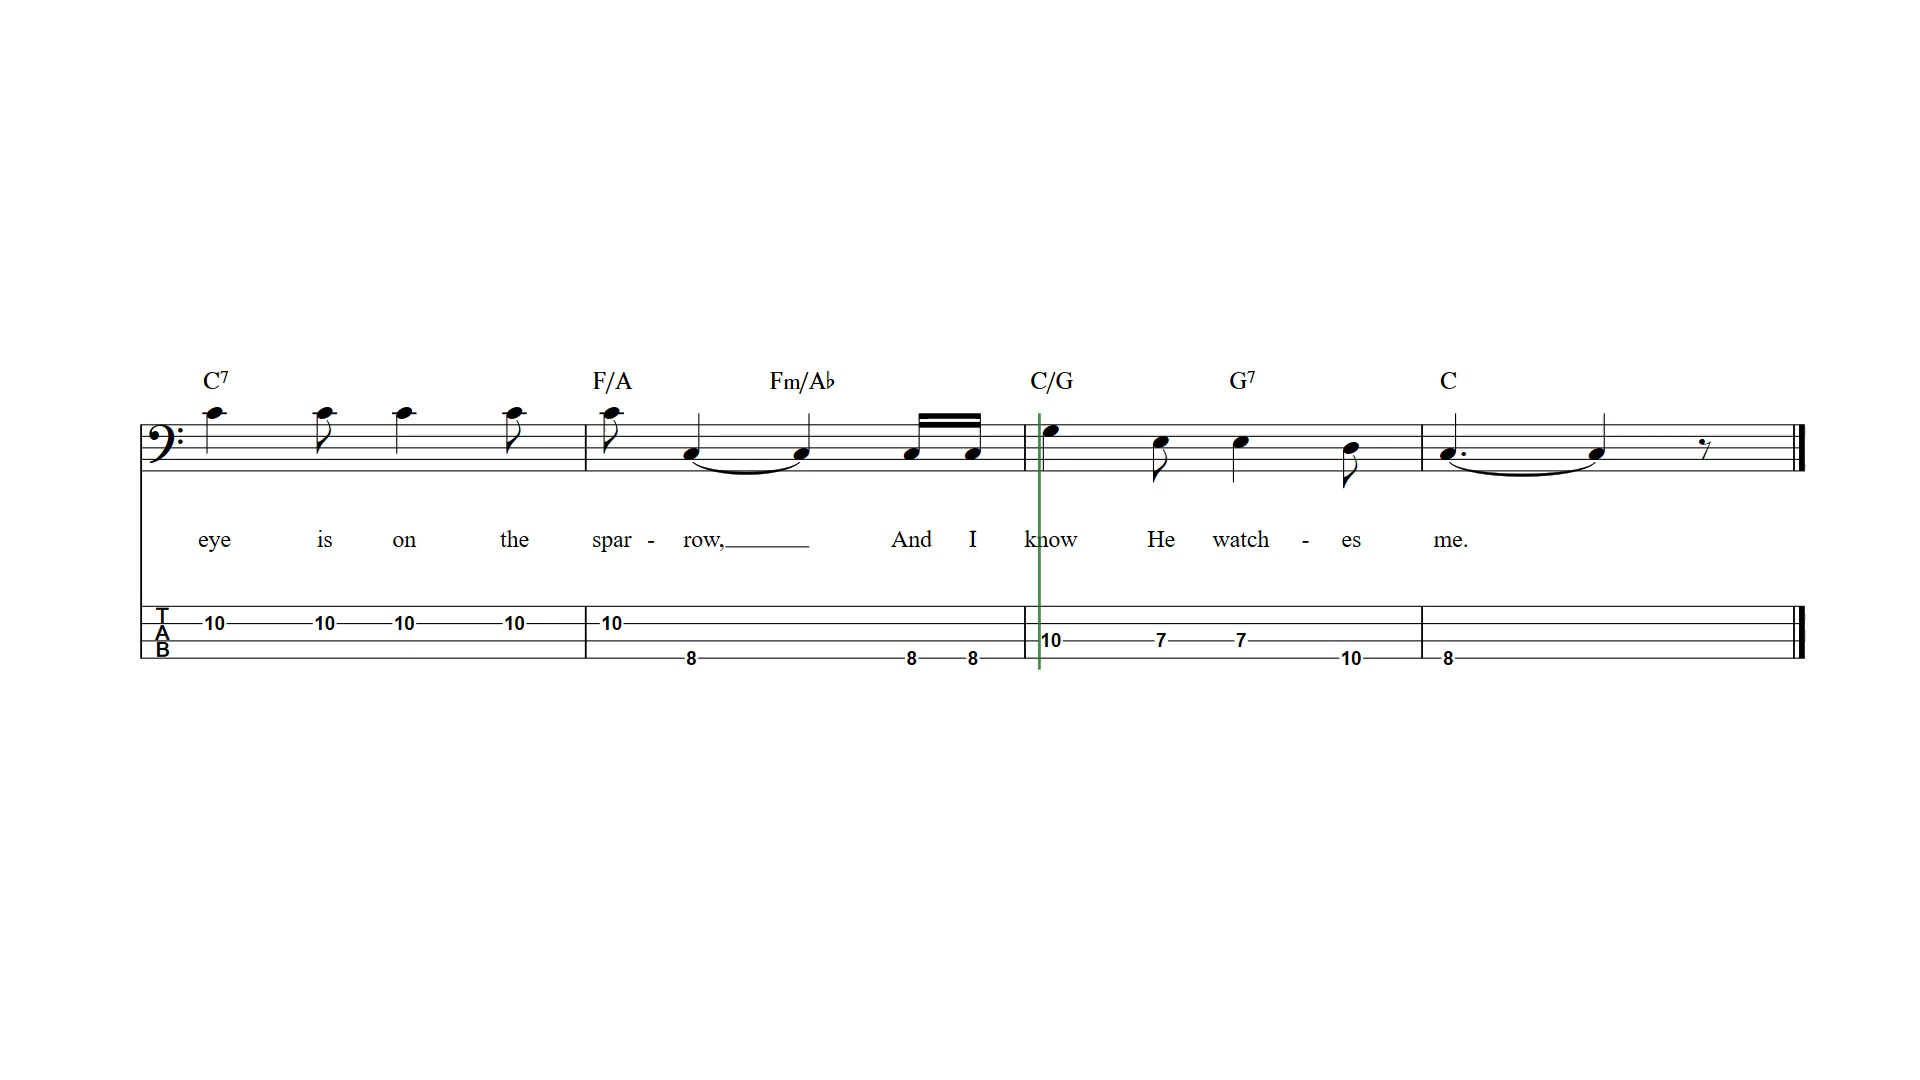 C7 F/A Fm/A♭ C/G G7 C
eye is on the spar - row, And I know He watch - es me.
T
A
B
10 10 10 10 10 8 8 8 10 7 7 10 8